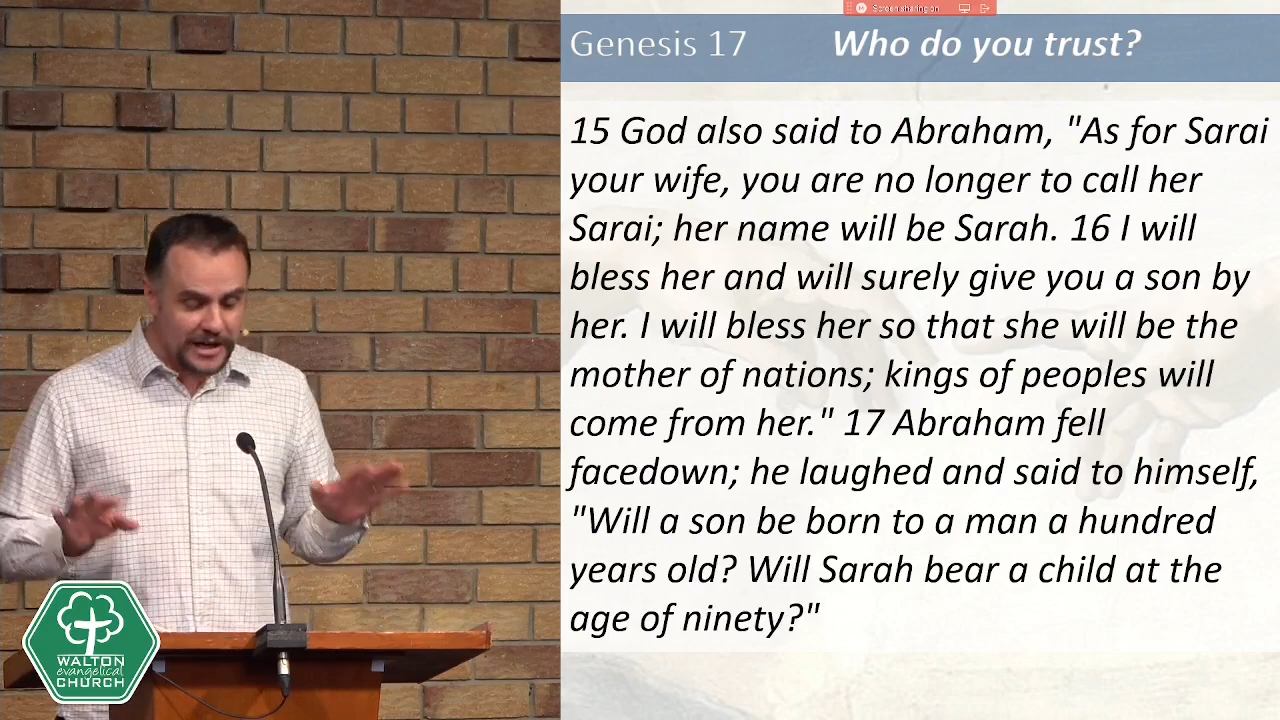 Screen sharing on
Genesis 17 Who do you trust?
15 God also said to Abraham, "As for Sarai
your wife, you are no longer to call her
Sarai; her name will be Sarah. 16 I will
bless her and will surely give you a son by
her. I will bless her so that she will be the
mother of nations; kings of peoples will
come from her." 17 Abraham fell
facedown; he laughed and said to himself,
"Will a son be born to a man a hundred
years old? Will Sarah bear a child at the
age of ninety?"
WALTON
evangelical
CHURCH